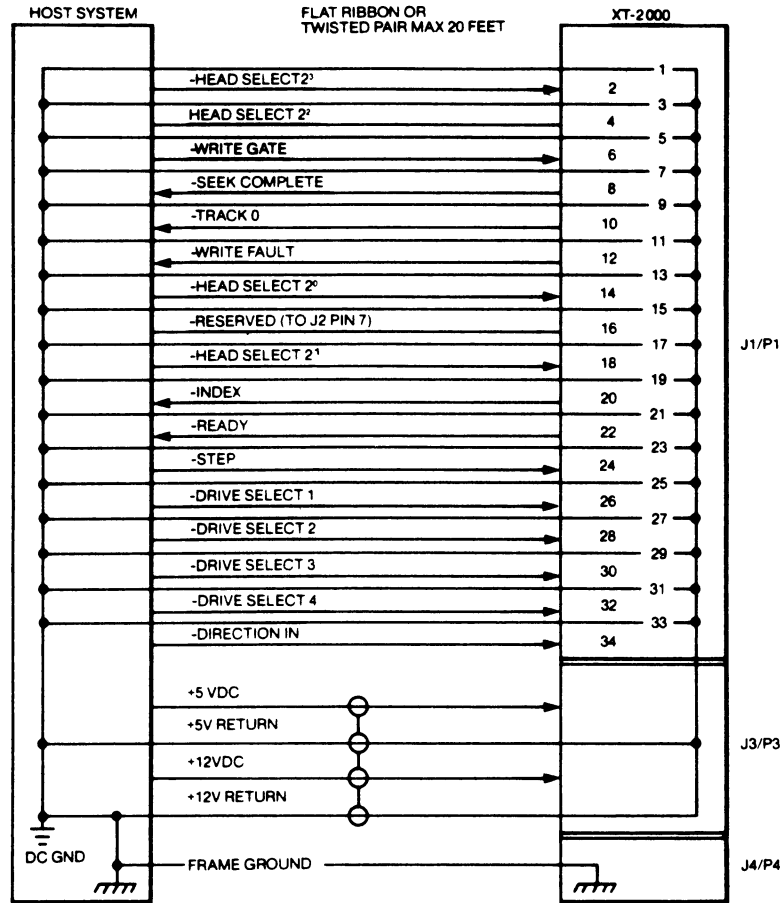 HOST SYSTEM
FLAT RIBBON OR
TWISTED PAIR MAX 20 FEET
XT-2000
1
-HEAD SELECT2³
2
3
HEAD SELECT 2²
4
5
-WRITE GATE
6
7
-SEEK COMPLETE
8
9
-TRACK 0
10
11
-WRITE FAULT
12
13
-HEAD SELECT 2⁰
14
15
-RESERVED (TO J2 PIN 7)
16
17
J1/P1
-HEAD SELECT 2¹
18
19
-INDEX
20
21
-READY
22
23
-STEP
24
25
-DRIVE SELECT 1
26
27
-DRIVE SELECT 2
28
29
-DRIVE SELECT 3
30
31
-DRIVE SELECT 4
32
33
-DIRECTION IN
34
+5 VDC
+5V RETURN
J3/P3
+12VDC
+12V RETURN
DC GND
FRAME GROUND
J4/P4